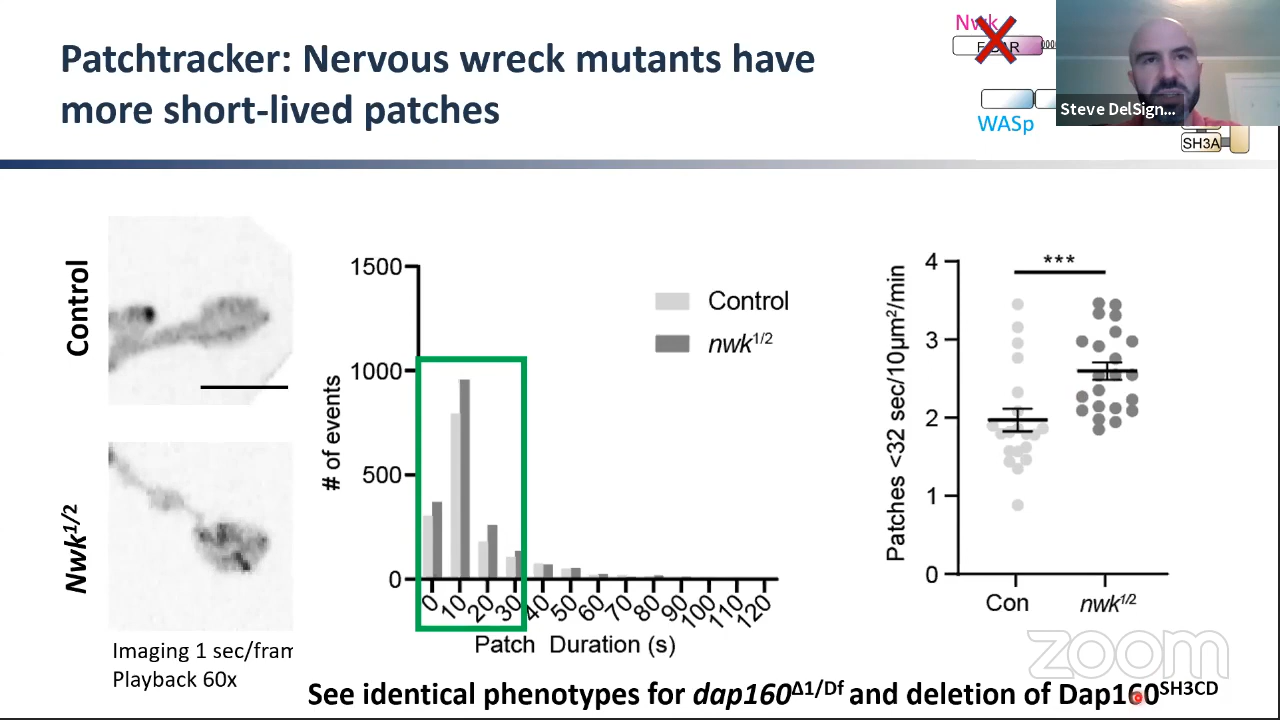 Patchtracker: Nervous wreck mutants have
more short-lived patches
Nwk
WASp
SH3A
Steve DelSign...
Control
Nwk1/2
Imaging 1 sec/fram
Playback 60x
1500
1000
500
0
# of events
Control
nwk1/2
0 10 20 30 40 50 60 70 80 90 100 110 120
Patch Duration (s)
Patches <32 sec/10µm2/min
4
3
2
1
0
***
Con nwk1/2
zoom
See identical phenotypes for dap160Δ1/Df and deletion of Dap160SH3CD